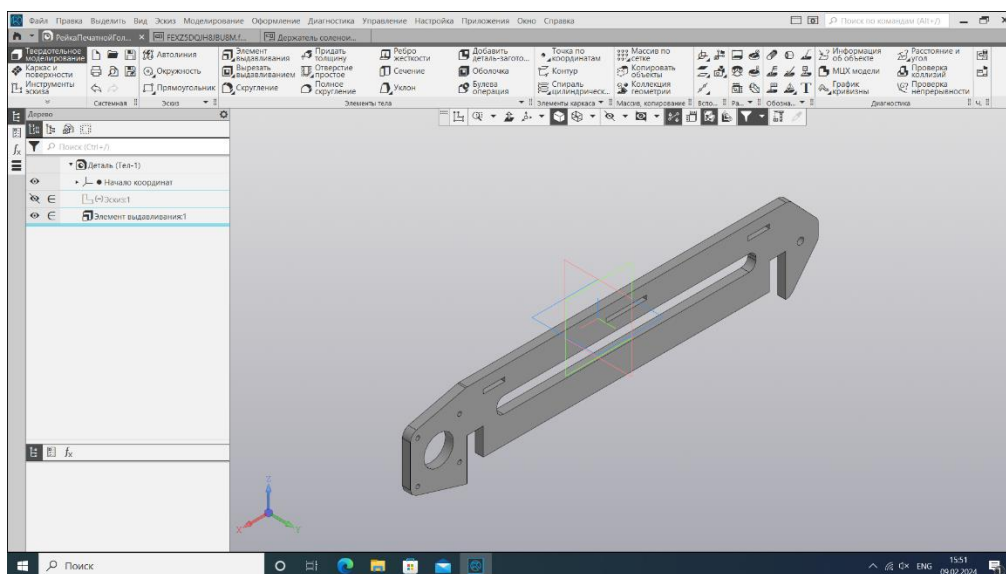 Файл Правка Выделить Вид Эскиз Моделирование Оформление Диагностика Управление Настройка Приложения Окно Справка
Поиск по командам (Alt+/)
РейкаПечатнойГол...
FEXZ5DQJH8J8U8M.f...
Держатель соленои...
Твердотельное моделирование
Каркас и поверхности
Инструменты эскиза
Системная
Автолиния
Окружность
Прямоугольник
Эскиз
Элемент выдавливания
Вырезать выдавливанием
Скругление
Придать толщину
Отверстие простое
Полное скругление
Ребро жесткости
Сечение
Уклон
Добавить деталь-загото...
Оболочка
Булева операция
Элементы тела
Точка по координатам
Контур
Спираль цилиндрическ...
Элементы каркаса
Массив по сетке
Копировать объекты
Коллекция геометрии
Массив, копирование
Вспо...
Ра...
Обозна...
Информация об объекте
МЦХ модели
График кривизны
Расстояние и угол
Проверка коллизий
Проверка непрерывности
Диагностика
Ч.
Дерево
Поиск (Ctrl+/)
Деталь (Тел-1)
Начало координат
(-)Эскиз:1
Элемент выдавливания:1
Z
X
Y
Поиск
ENG
15:51
09.02.2024